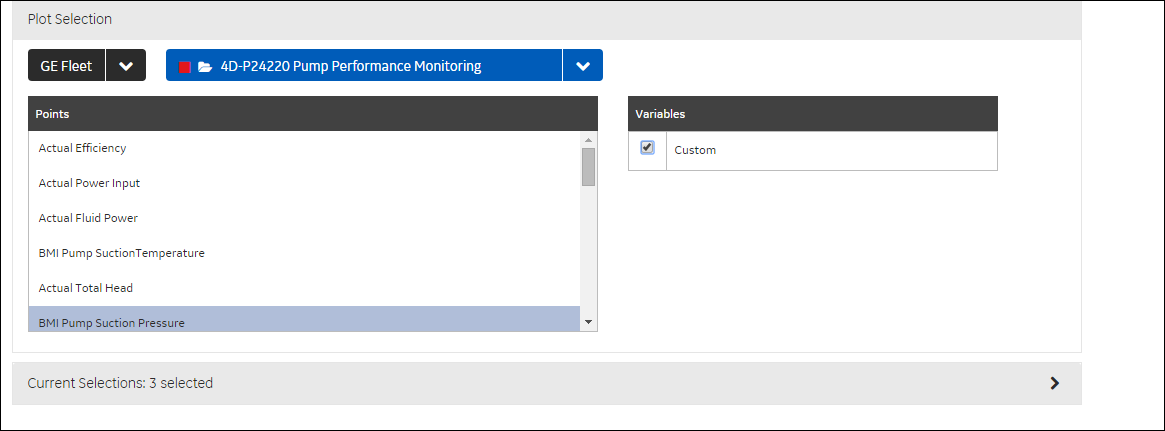 Plot Selection
GE Fleet
4D-P24220 Pump Performance Monitoring
Points
Actual Efficiency
Actual Power Input
Actual Fluid Power
BMI Pump SuctionTemperature
Actual Total Head
BMI Pump Suction Pressure
Variables
Custom
Current Selections: 3 selected